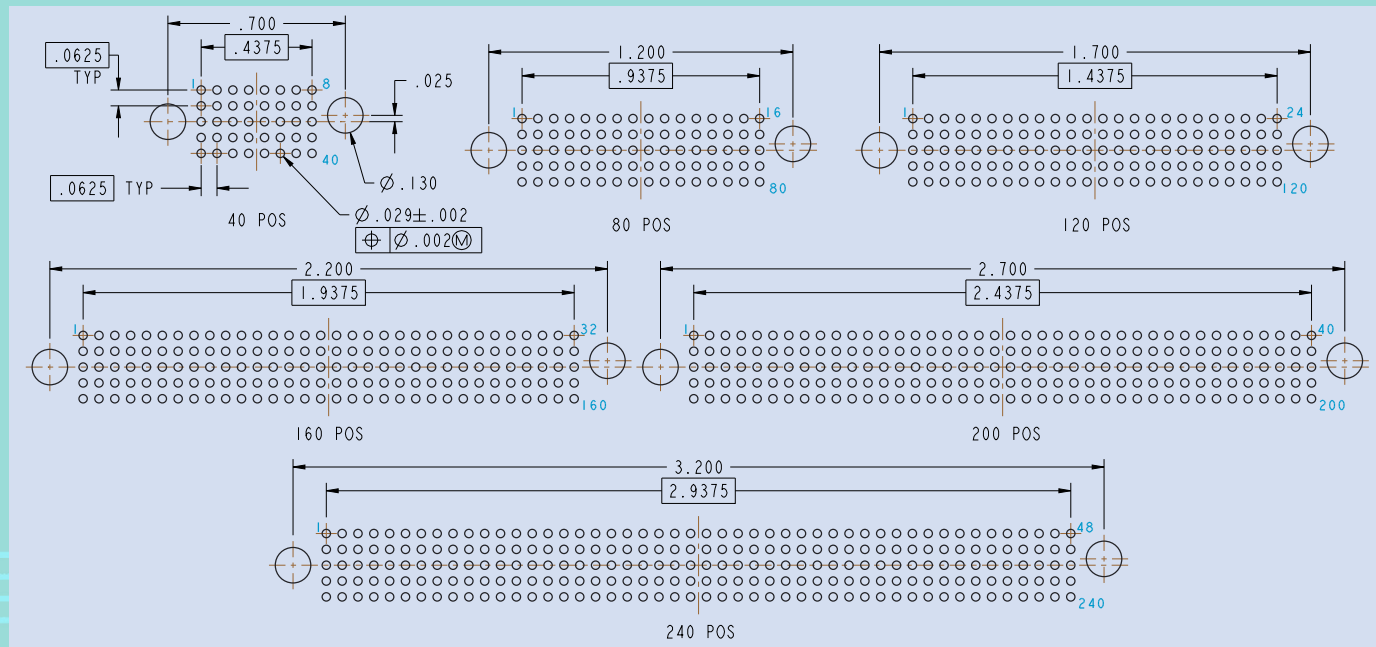 .700
.4375
.0625
TYP
1
8
.025
40
.0625 TYP
Ø .130
Ø .029±.002
⌖ Ø .002Ⓜ
40 POS
1.200
.9375
1
16
80
80 POS
1.700
1.4375
1
24
120
120 POS
2.200
1.9375
1
32
160
160 POS
2.700
2.4375
1
40
200
200 POS
3.200
2.9375
1
48
240
240 POS